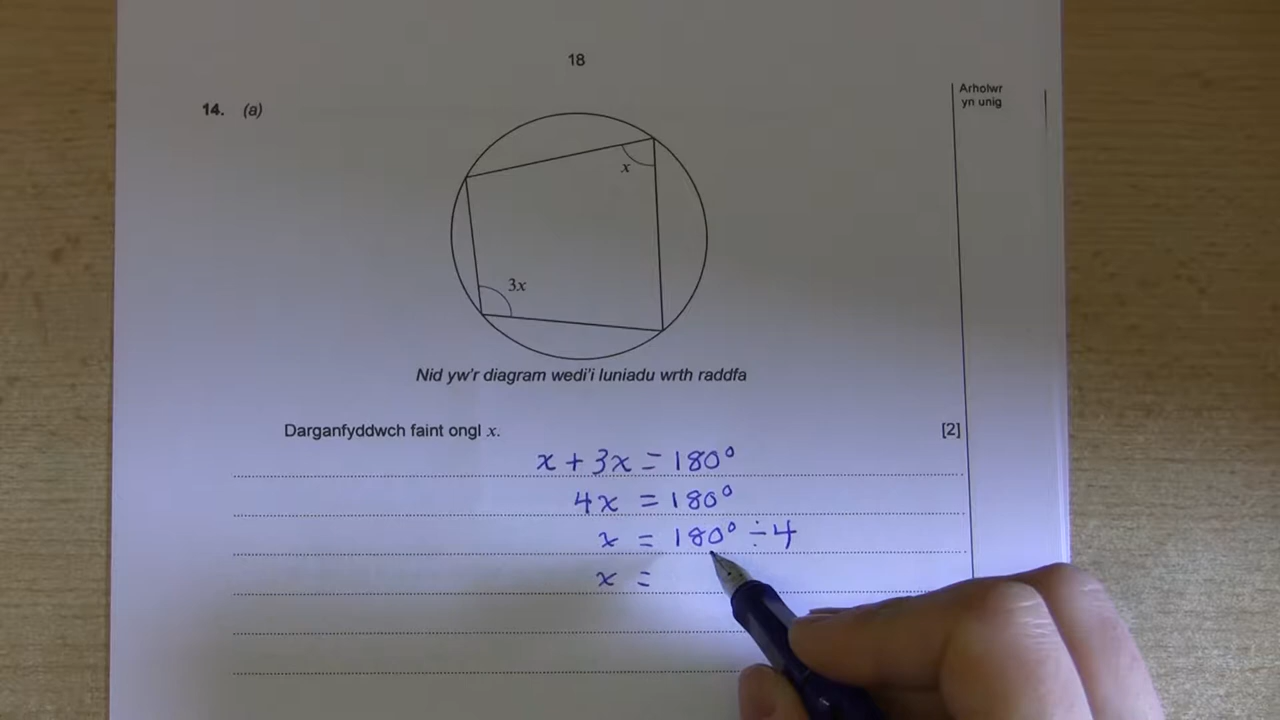 18
Arholwr
yn unig
14. (a)
x
3x
Nid yw'r diagram wedi'i luniadu wrth raddfa
Darganfyddwch faint ongl x.
[2]
x + 3x = 180°
4x = 180°
x = 180° ÷ 4
x =